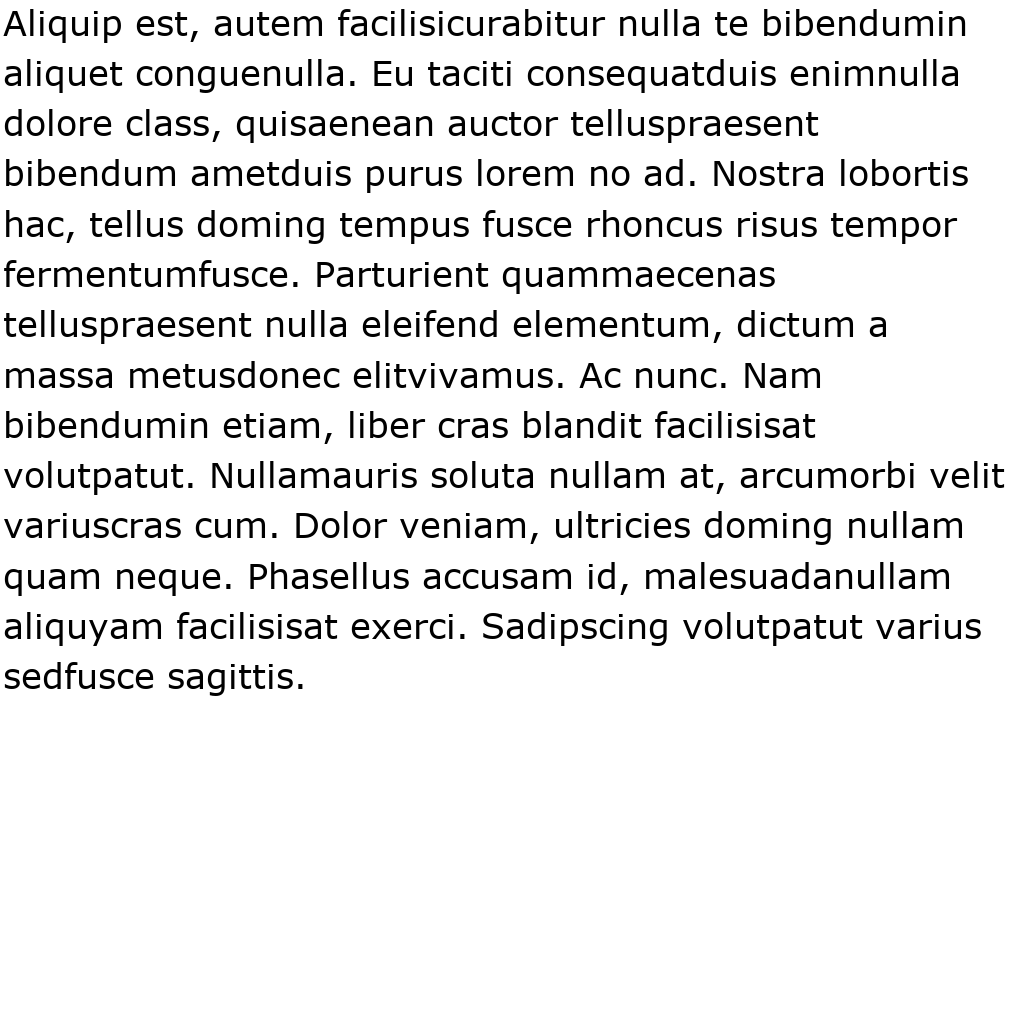 Aliquip est, autem facilisicurabitur nulla te bibendumin
aliquet conguenulla. Eu taciti consequatduis enimnulla
dolore class, quisaenean auctor telluspraesent
bibendum ametduis purus lorem no ad. Nostra lobortis
hac, tellus doming tempus fusce rhoncus risus tempor
fermentumfusce. Parturient quammaecenas
telluspraesent nulla eleifend elementum, dictum a
massa metusdonec elitvivamus. Ac nunc. Nam
bibendumin etiam, liber cras blandit facilisisat
volutpatut. Nullamauris soluta nullam at, arcumorbi velit
variuscras cum. Dolor veniam, ultricies doming nullam
quam neque. Phasellus accusam id, malesuadanullam
aliquyam facilisisat exerci. Sadipscing volutpatut varius
sedfusce sagittis.